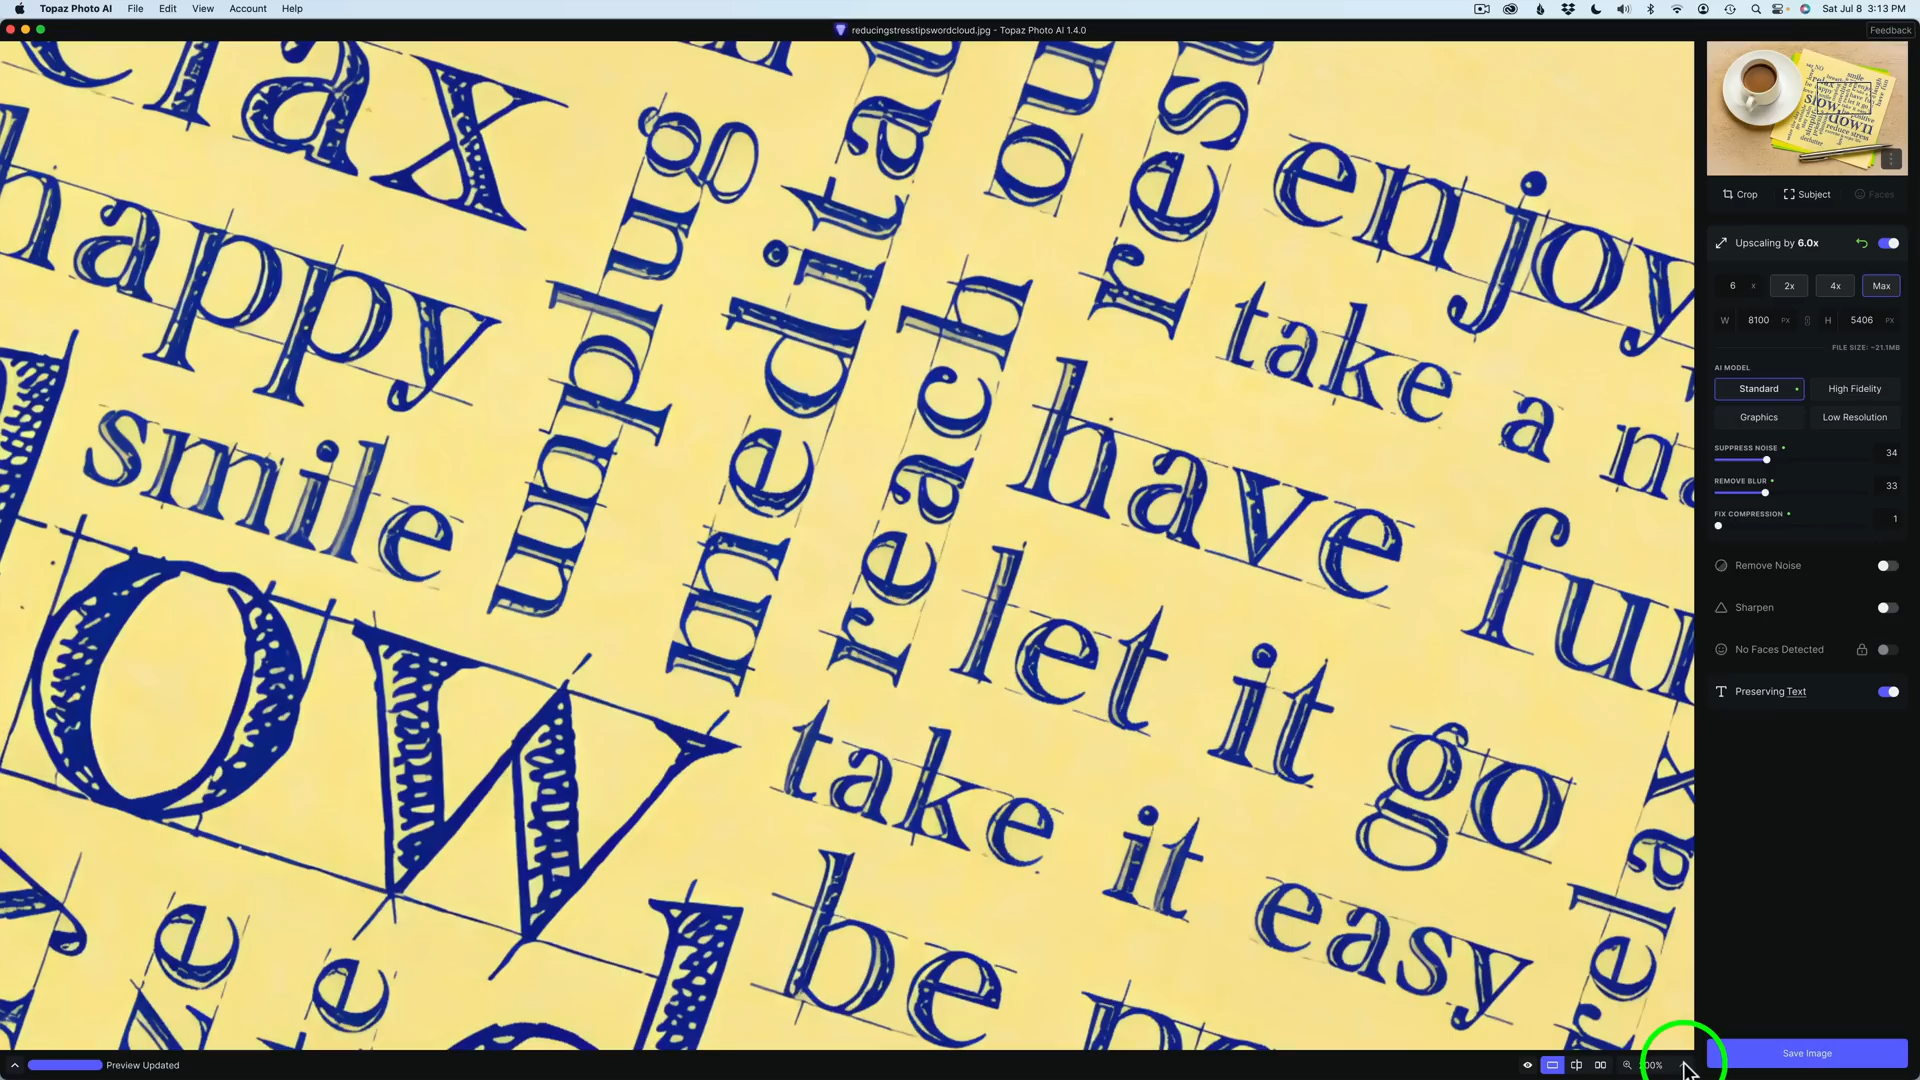 Topaz Photo AI File Edit View Account Help
Sat Jul 8 3:13 PM
reducingstresstipswordcloud.jpg - Topaz Photo AI 1.4.0
Feedback
happy
smile
OW
unplug
meditat
reach
enjoy
take a
have fun
let it go
take it easy
be
relax
Crop Subject Faces
Upscaling by 6.0x
6 x 2x 4x Max
W 8100 PX H 5406 PX
FILE SIZE: ~21.1MB
AI MODEL
Standard High Fidelity
Graphics Low Resolution
SUPPRESS NOISE 34
REMOVE BLUR 33
FIX COMPRESSION 1
Remove Noise
Sharpen
No Faces Detected
Preserving Text
Preview Updated
Save Image